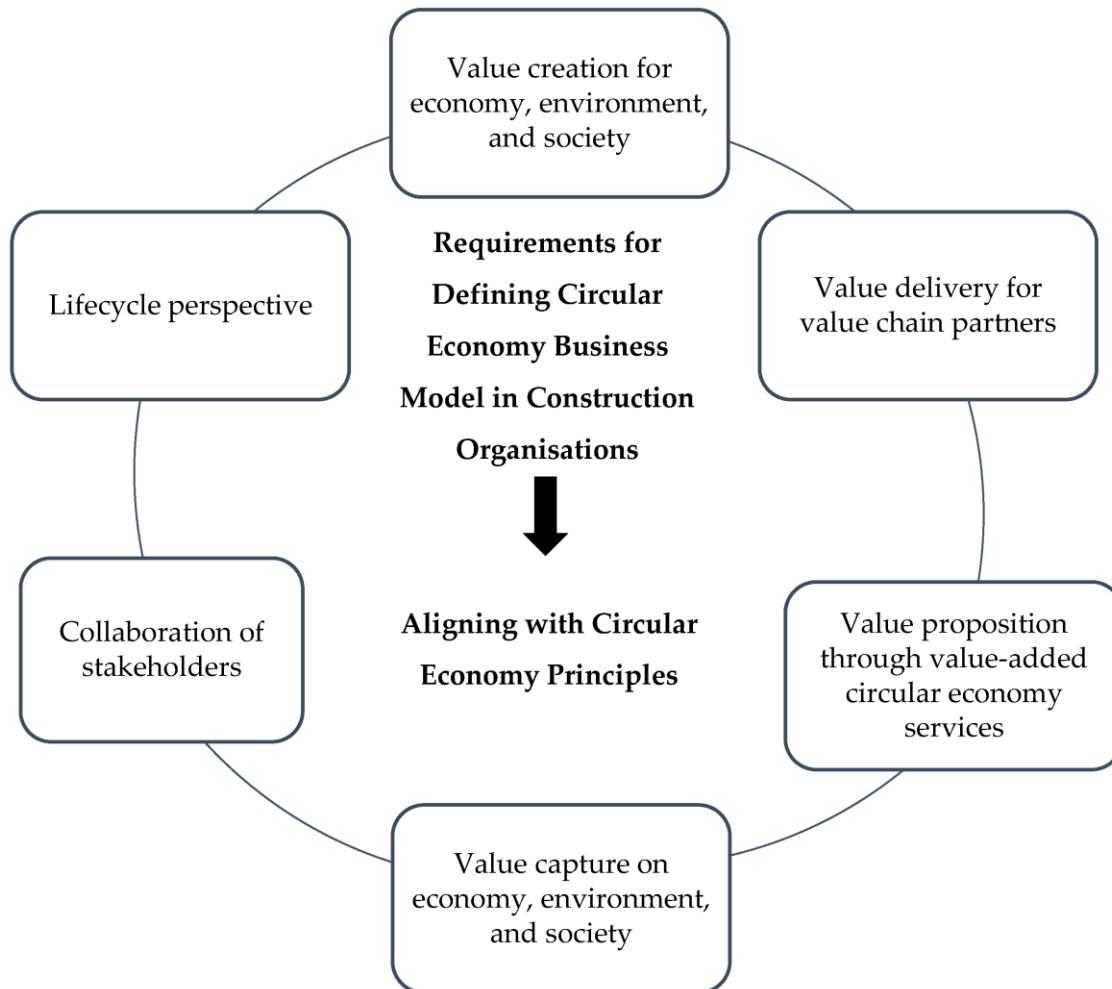 Value creation for
economy, environment,
and society
Lifecycle perspective
Requirements for
Defining Circular
Economy Business
Model in Construction
Organisations
Value delivery for
value chain partners
Collaboration of
stakeholders
Aligning with Circular
Economy Principles
Value proposition
through value-added
circular economy
services
Value capture on
economy, environment,
and society